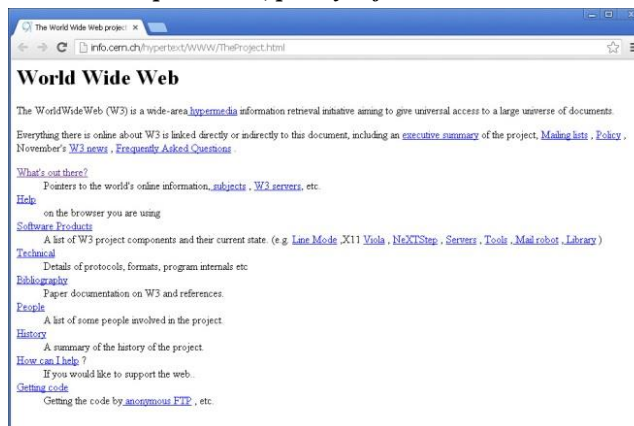 The World Wide Web project
info.cern.ch/hypertext/WWW/TheProject.html
World Wide Web
The WorldWideWeb (W3) is a wide-area hypermedia information retrieval initiative aiming to give universal access to a large universe of documents.
Everything there is online about W3 is linked directly or indirectly to this document, including an executive summary of the project, Mailing lists , Policy ,
November's W3 news , Frequently Asked Questions .
What's out there?
Pointers to the world's online information, subjects , W3 servers, etc.
Help
on the browser you are using
Software Products
A list of W3 project components and their current state. (e.g. Line Mode ,X11 Viola , NeXTStep , Servers , Tools , Mail robot , Library )
Technical
Details of protocols, formats, program internals etc
Bibliography
Paper documentation on W3 and references.
People
A list of some people involved in the project.
History
A summary of the history of the project.
How can I help ?
If you would like to support the web..
Getting code
Getting the code by anonymous FTP , etc.